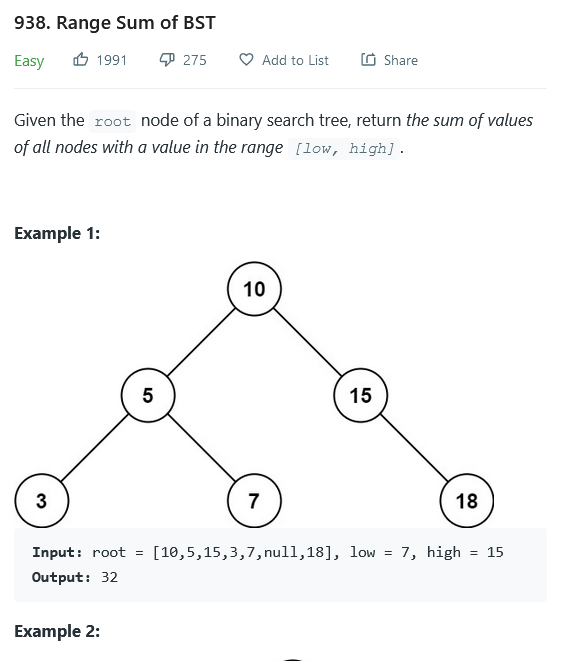 938. Range Sum of BST
Easy 1991 275 Add to List Share
Given the root node of a binary search tree, return the sum of values
of all nodes with a value in the range [low, high].
Example 1:
10
5 15
3 7 18
Input: root = [10,5,15,3,7,null,18], low = 7, high = 15
Output: 32
Example 2: